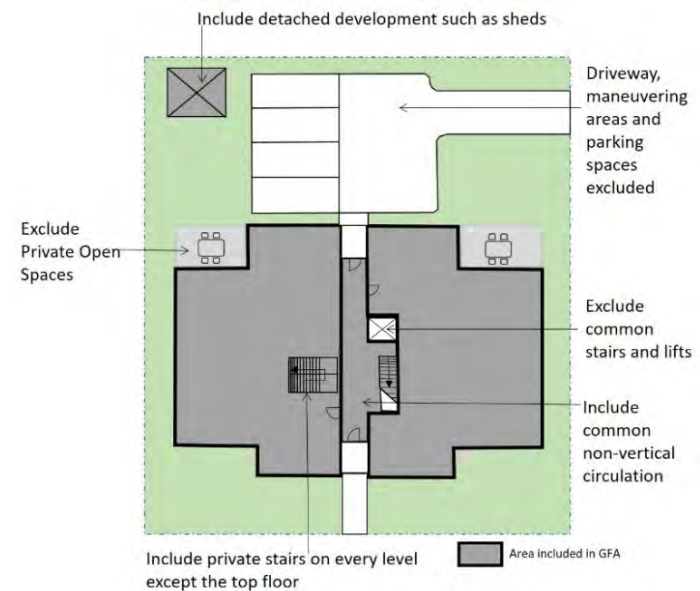 Include detached development such as sheds
Driveway,
maneuvering
areas and
parking
spaces
excluded
Exclude
Private Open
Spaces
Exclude
common
stairs and lifts
Include
common
non-vertical
circulation
Include private stairs on every level
except the top floor
Area included in GFA